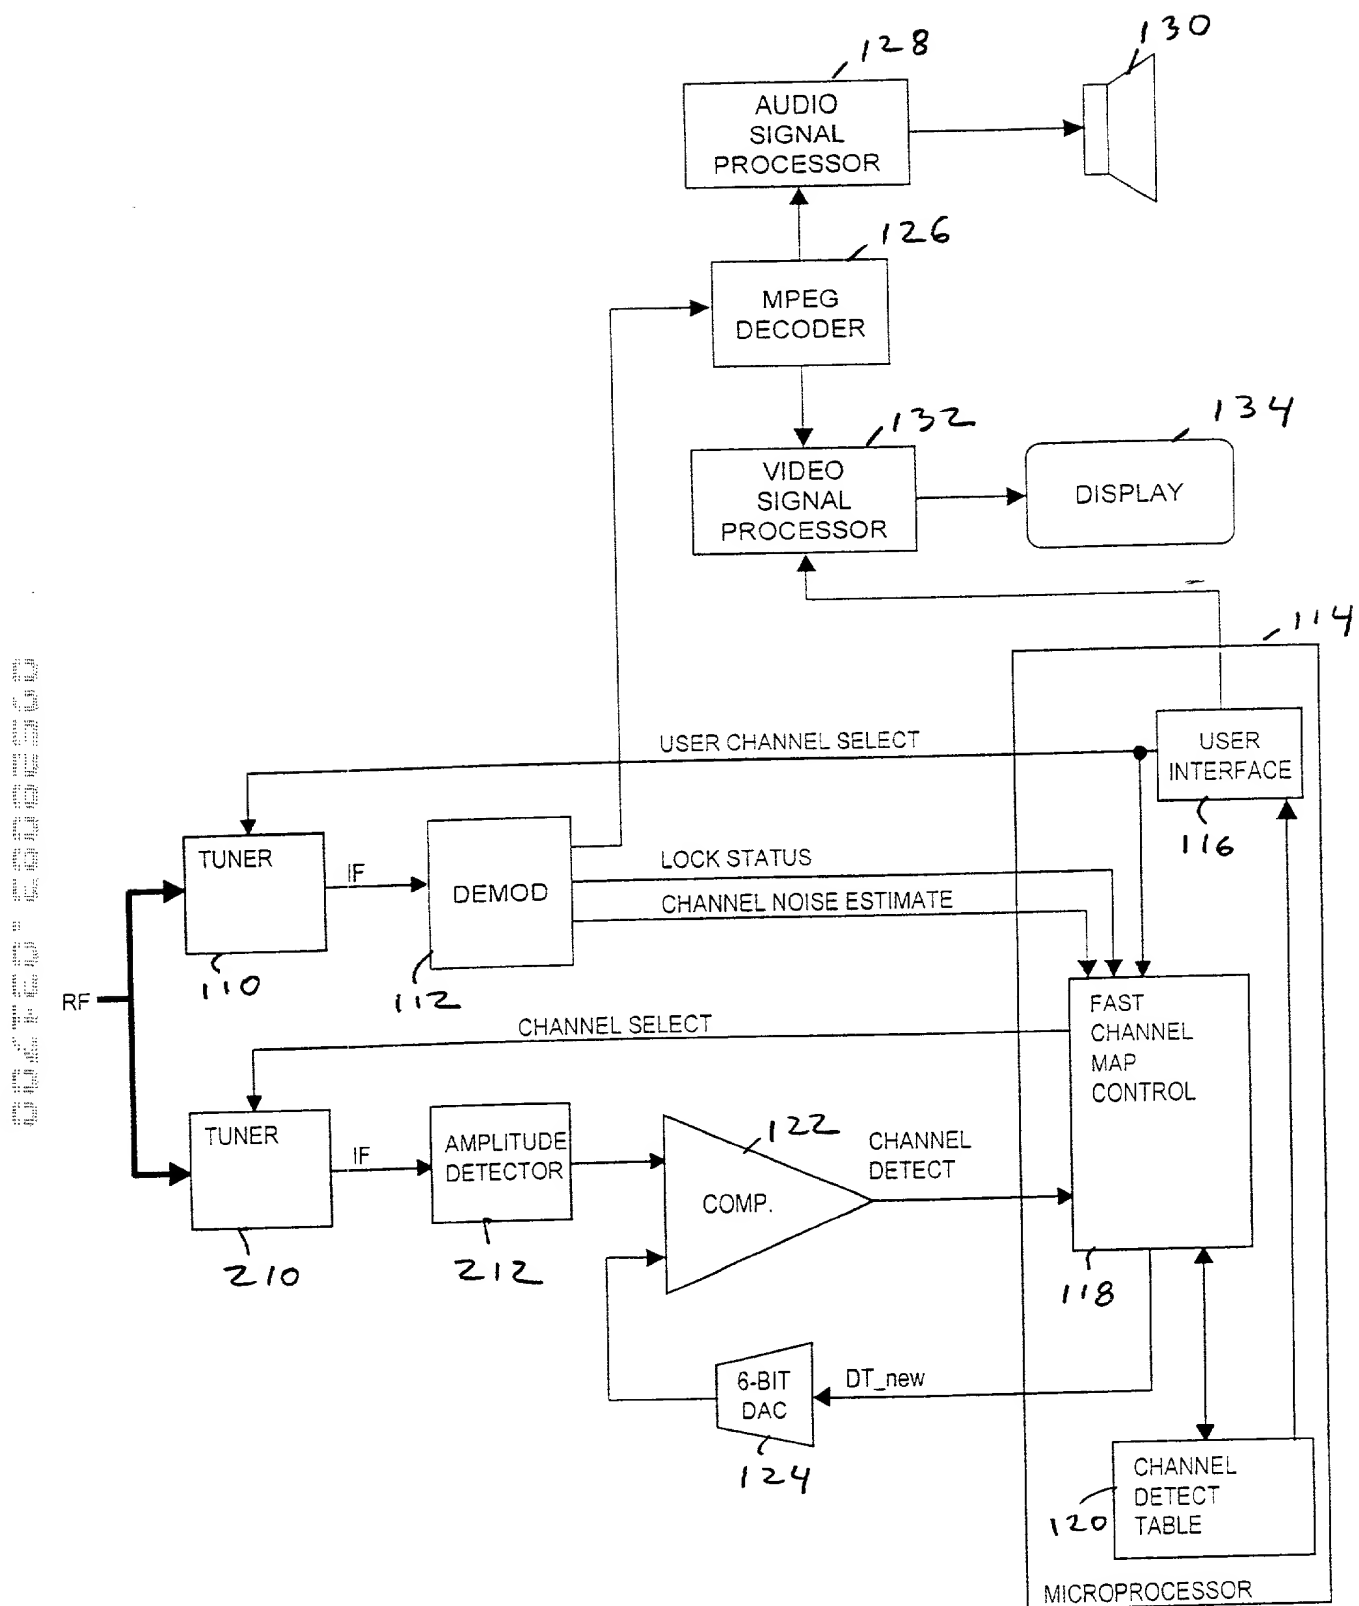 130
128
AUDIO
SIGNAL
PROCESSOR
126
MPEG
DECODER
132
134
VIDEO
SIGNAL
PROCESSOR
DISPLAY
114
USER CHANNEL SELECT
USER
INTERFACE
116
TUNER
IF
DEMOD
LOCK STATUS
CHANNEL NOISE ESTIMATE
110
112
RF
FAST
CHANNEL
MAP
CONTROL
CHANNEL SELECT
TUNER
IF
AMPLITUDE
DETECTOR
122
COMP.
CHANNEL
DETECT
210
212
118
6-BIT
DAC
DT_new
124
CHANNEL
DETECT
TABLE
120
MICROPROCESSOR